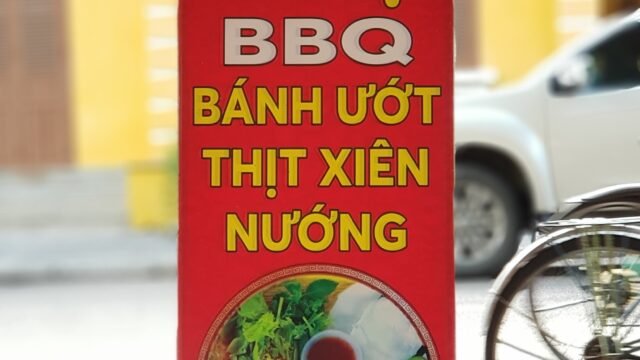 BBQ
BÁNH ƯỚT
THỊT XIÊN
NƯỚNG